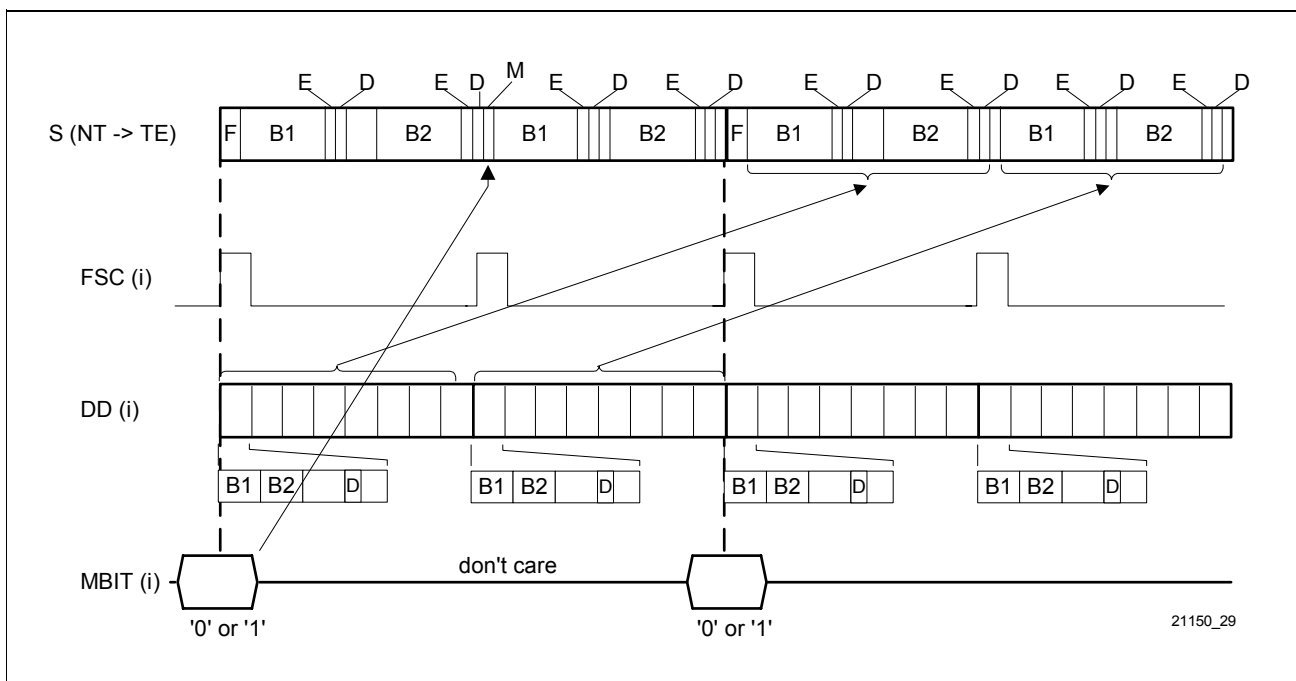 E D E D M E D E D E D E D E D E D
S (NT -> TE) F B1 B2 B1 B2 F B1 B2 B1 B2
FSC (i)
DD (i)
B1 B2 D B1 B2 D B1 B2 D B1 B2 D
MBIT (i) don't care
'0' or '1' '0' or '1' 21150_29